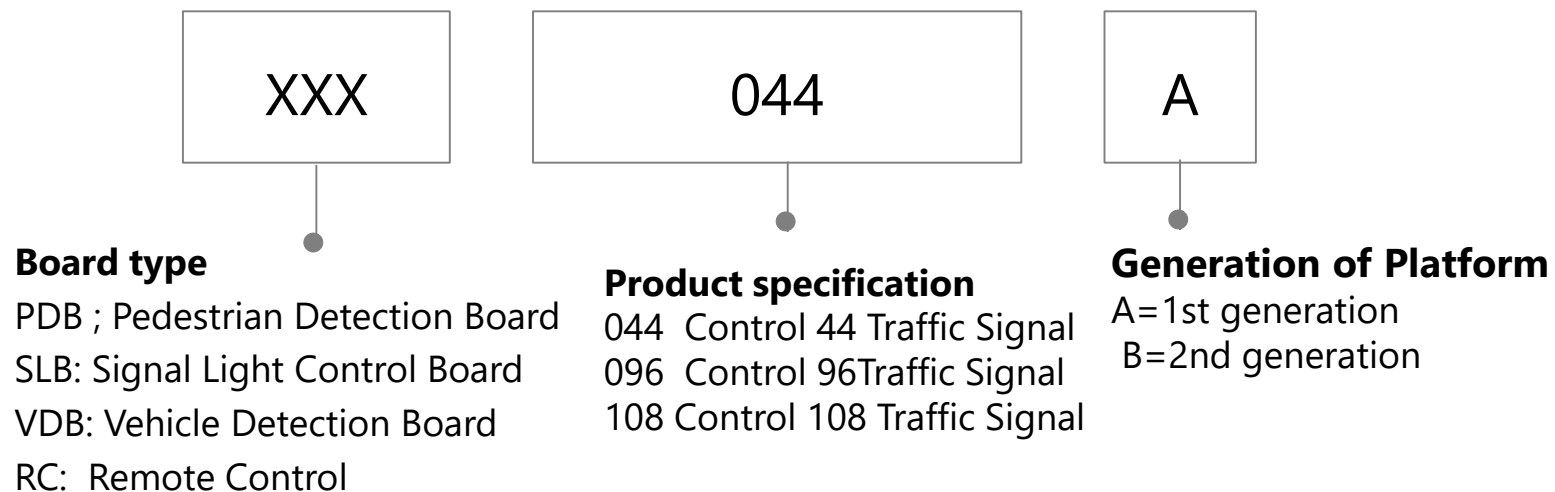 XXX
044
A
Board type
PDB ; Pedestrian Detection Board
SLB: Signal Light Control Board
VDB: Vehicle Detection Board
RC:  Remote Control
Product specification
044  Control 44 Traffic Signal
096  Control 96Traffic Signal
108 Control 108 Traffic Signal
Generation of Platform
A=1st generation
B=2nd generation